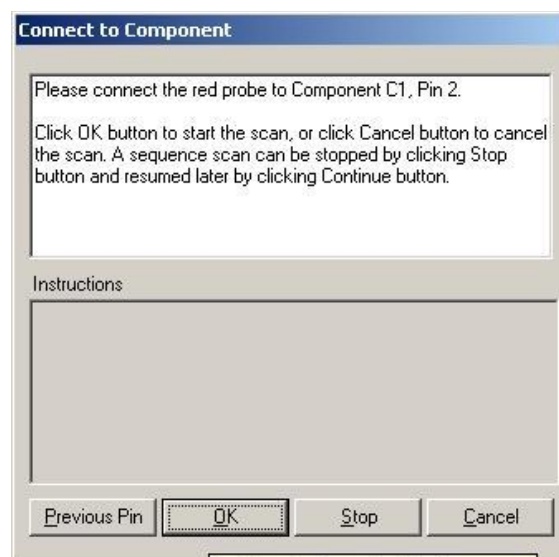 Connect to Component
Please connect the red probe to Component C1, Pin 2.
Click OK button to start the scan, or click Cancel button to cancel
the scan. A sequence scan can be stopped by clicking Stop
button and resumed later by clicking Continue button.
Instructions
Previous Pin OK Stop Cancel